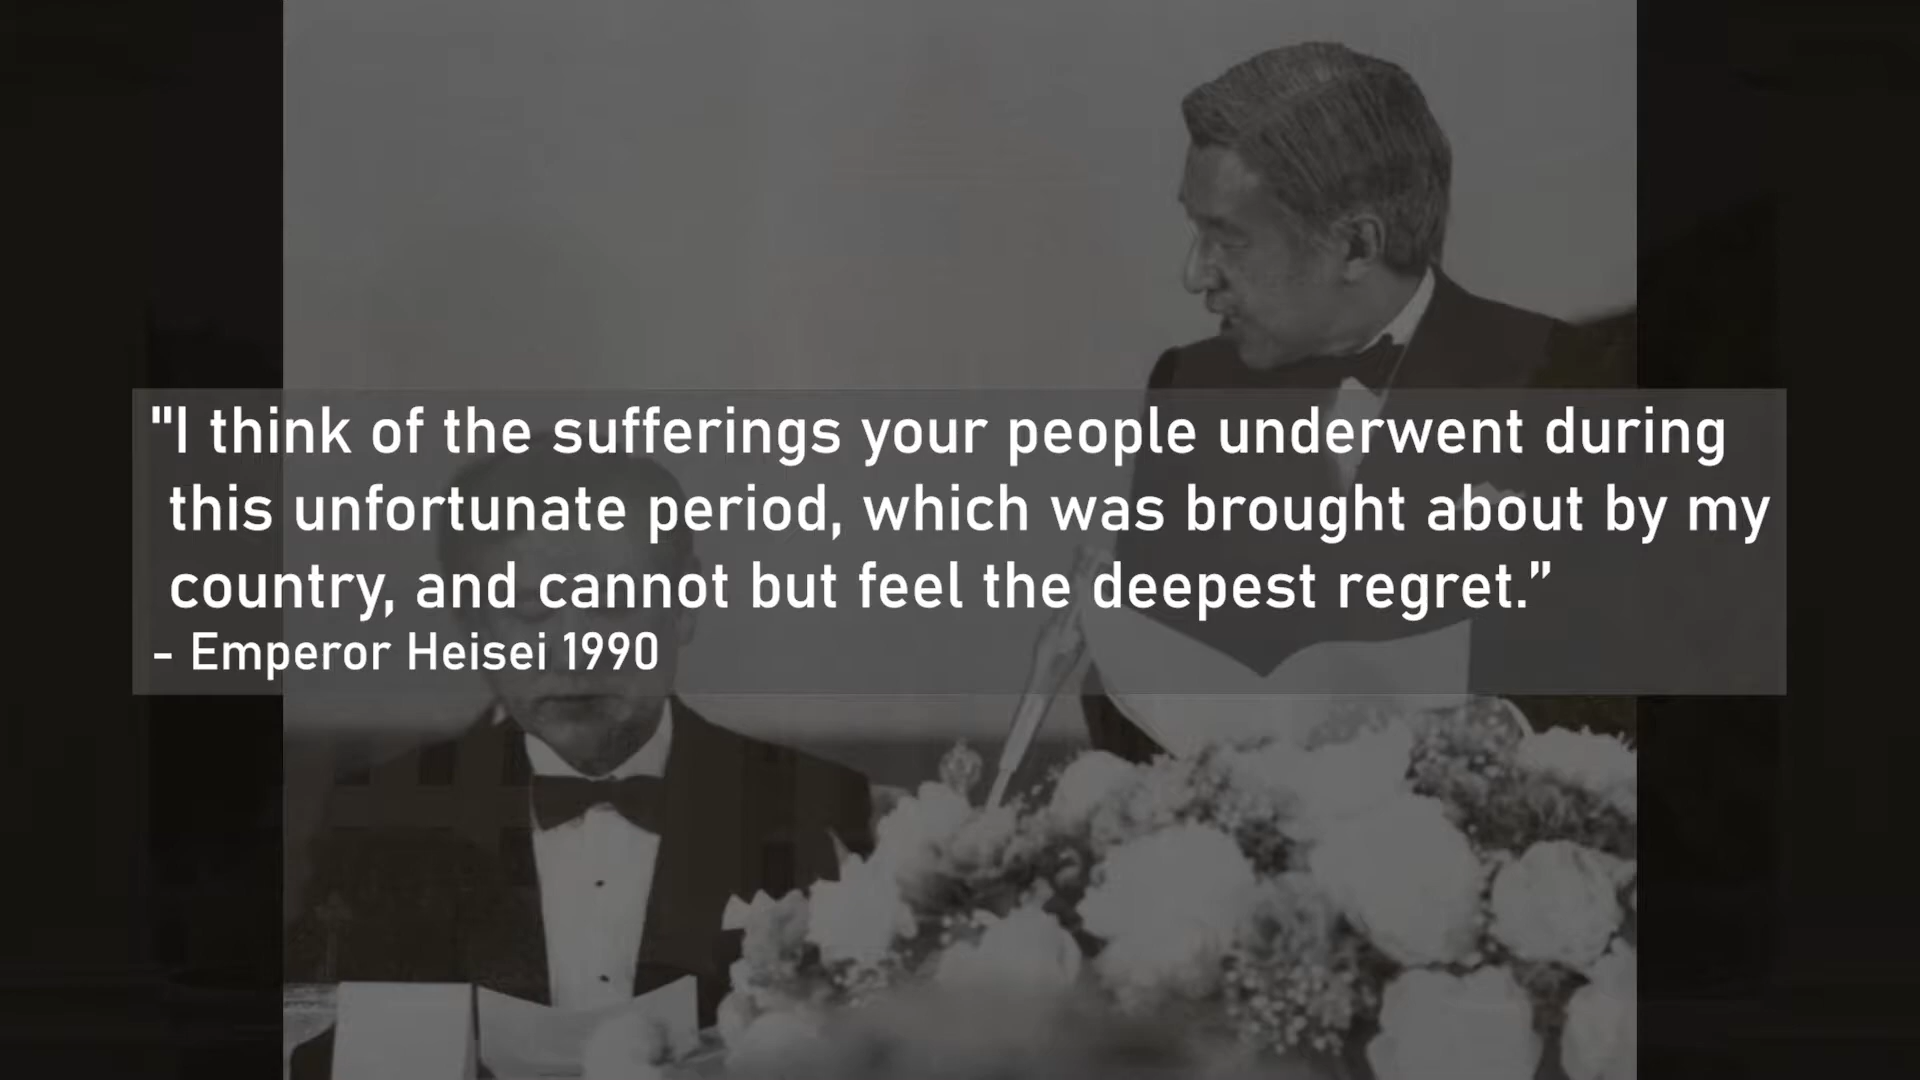 "I think of the sufferings your people underwent during
this unfortunate period, which was brought about by my
country, and cannot but feel the deepest regret.”
- Emperor Heisei 1990